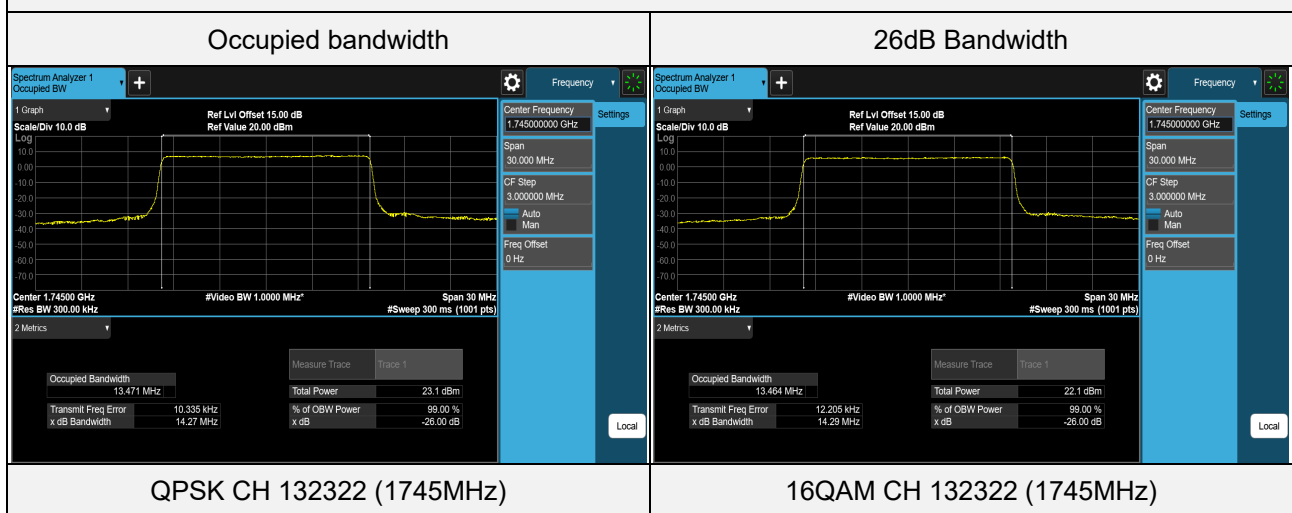 Occupied bandwidth
26dB Bandwidth
Spectrum Analyzer 1
Occupied BW
+
Frequency
1 Graph
Scale/Div 10.0 dB
Log
Ref Lvl Offset 15.00 dB
Ref Value 20.00 dBm
10.0
0.00
-10.0
-20.0
-30.0
-40.0
-50.0
-60.0
-70.0
Center 1.74500 GHz
#Video BW 1.0000 MHz*
Span 30 MHz
#Res BW 300.00 kHz
#Sweep 300 ms (1001 pts)
Center Frequency
1.745000000 GHz
Settings
Span
30.000 MHz
CF Step
3.000000 MHz
Auto
Man
Freq Offset
0 Hz
Local
2 Metrics
Measure Trace Trace 1
Occupied Bandwidth
13.471 MHz
Total Power 23.1 dBm
Transmit Freq Error 10.335 kHz
% of OBW Power 99.00 %
x dB Bandwidth 14.27 MHz
x dB -26.00 dB
Spectrum Analyzer 1
Occupied BW
+
Frequency
1 Graph
Scale/Div 10.0 dB
Log
Ref Lvl Offset 15.00 dB
Ref Value 20.00 dBm
10.0
0.00
-10.0
-20.0
-30.0
-40.0
-50.0
-60.0
-70.0
Center 1.74500 GHz
#Video BW 1.0000 MHz*
Span 30 MHz
#Res BW 300.00 kHz
#Sweep 300 ms (1001 pts)
Center Frequency
1.745000000 GHz
Settings
Span
30.000 MHz
CF Step
3.000000 MHz
Auto
Man
Freq Offset
0 Hz
Local
2 Metrics
Measure Trace Trace 1
Occupied Bandwidth
13.464 MHz
Total Power 22.1 dBm
Transmit Freq Error 12.205 kHz
% of OBW Power 99.00 %
x dB Bandwidth 14.29 MHz
x dB -26.00 dB
QPSK CH 132322 (1745MHz)
16QAM CH 132322 (1745MHz)